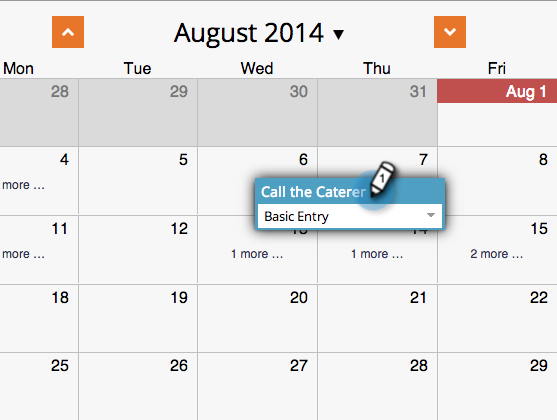 August 2014 ▼
Mon Tue Wed Thu Fri
28 29 30 31 Aug 1
4 5 6 7 8
more ...
Call the Caterer
1
Basic Entry
11 12 14 15
more ... 1 more ... 1 more ... 2 more ...
18 19 20 21 22
25 26 27 28 29